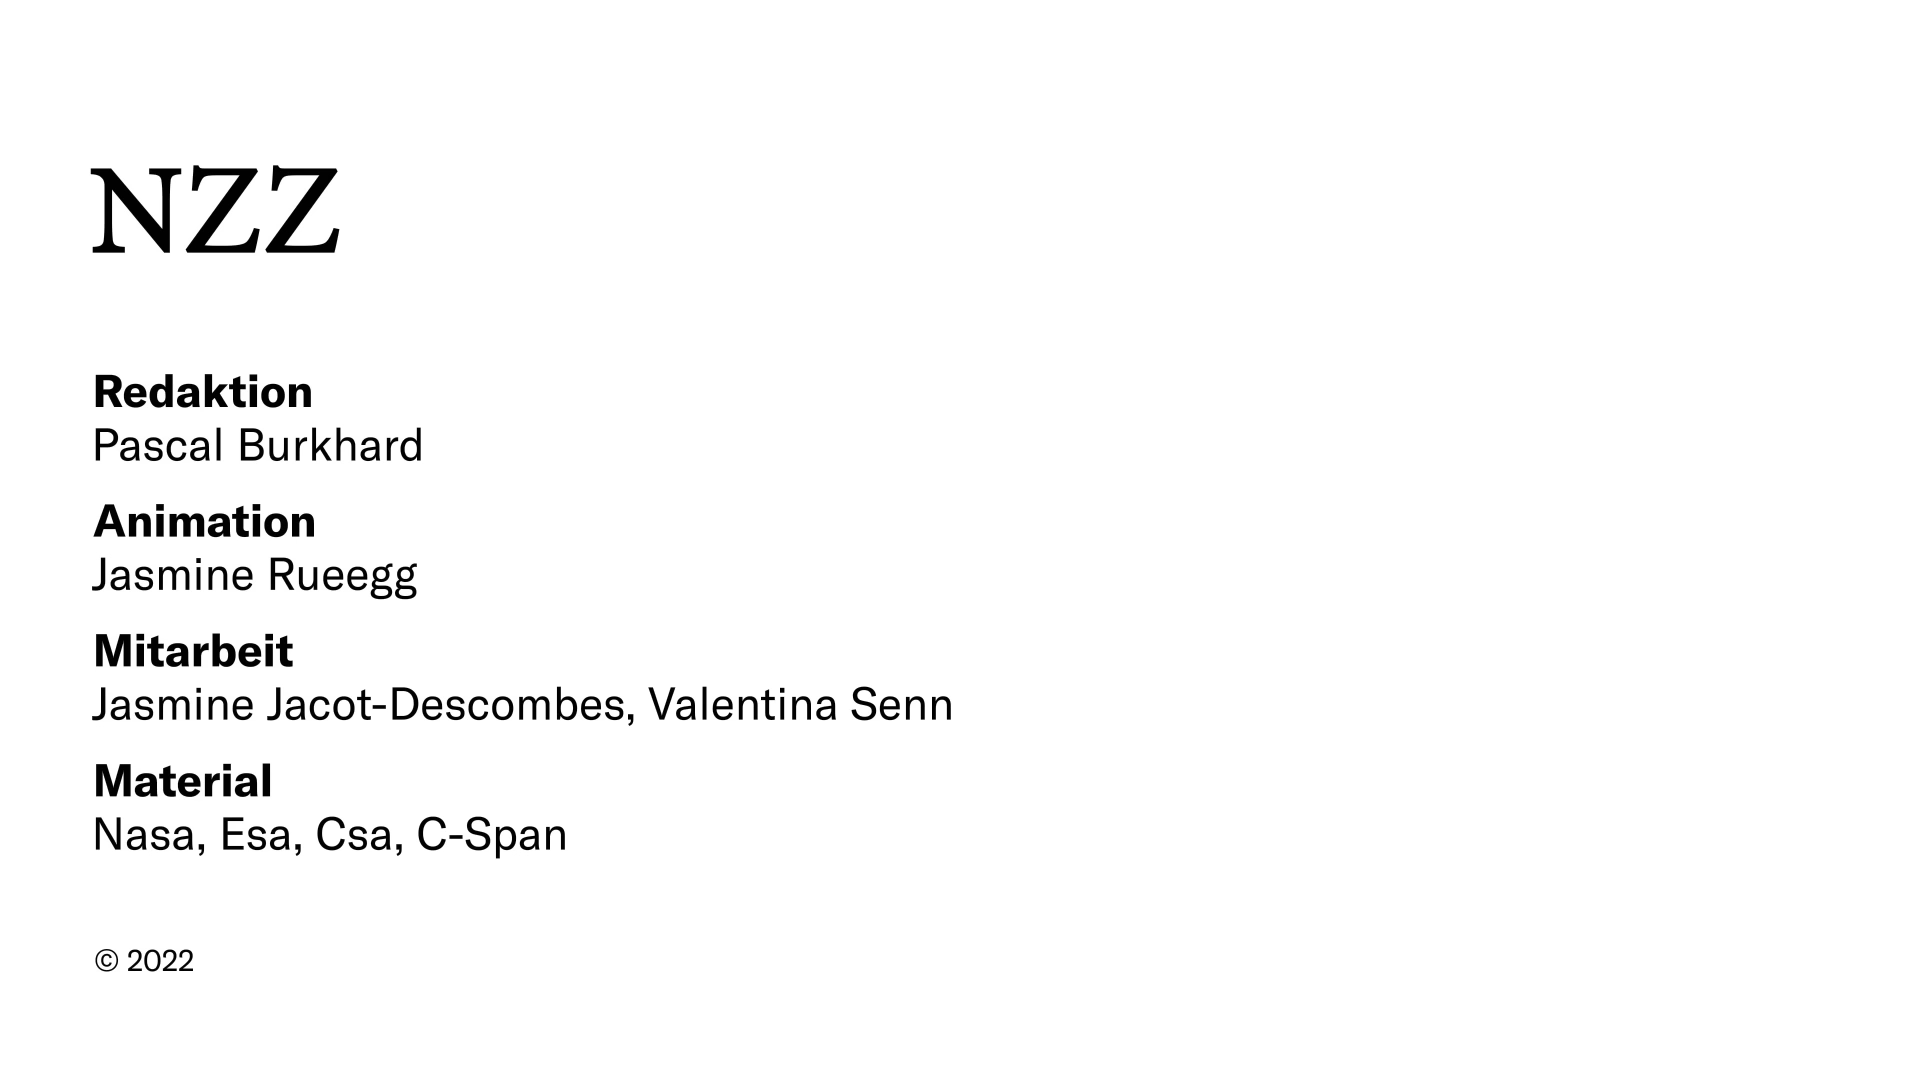 NZZ
Redaktion
Pascal Burkhard
Animation
Jasmine Rueegg
Mitarbeit
Jasmine Jacot-Descombes, Valentina Senn
Material
Nasa, Esa, Csa, C-Span
© 2022